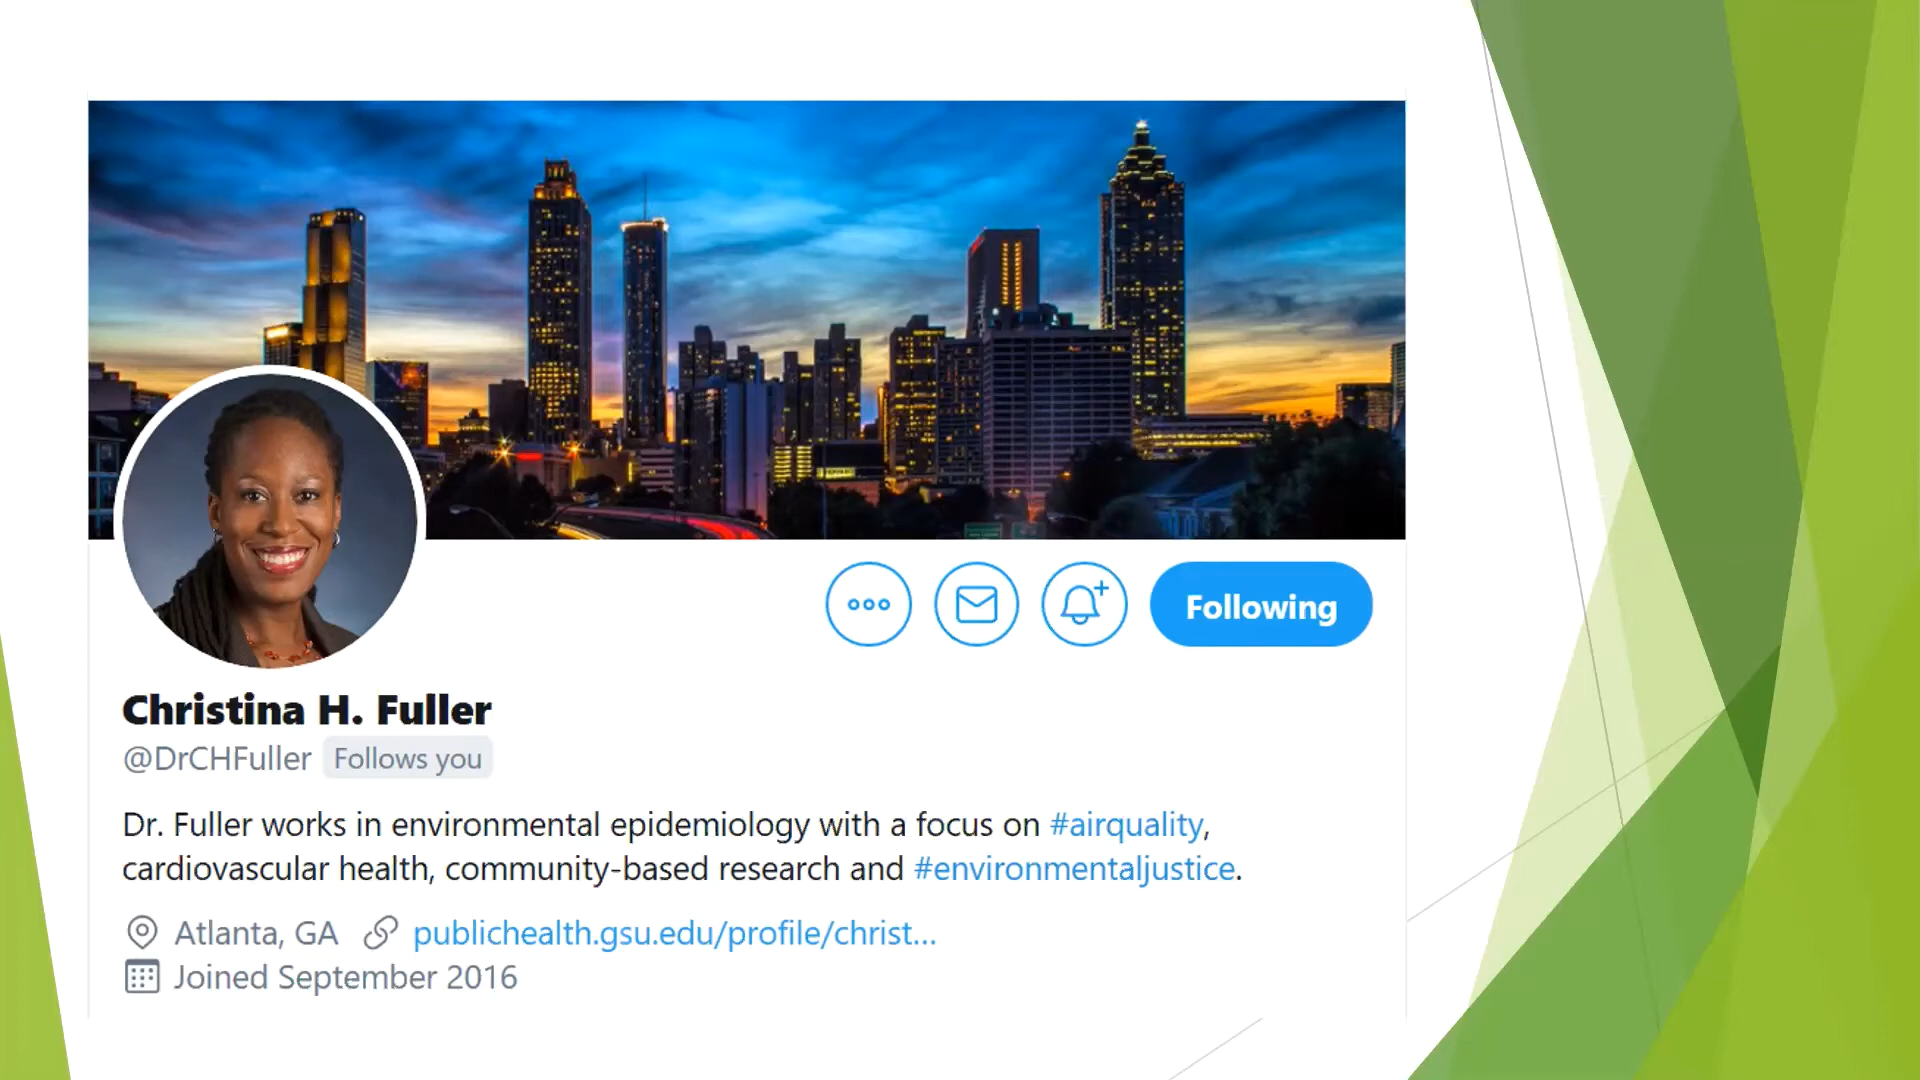 Following
Christina H. Fuller
@DrCHFuller Follows you
Dr. Fuller works in environmental epidemiology with a focus on #airquality,
cardiovascular health, community-based research and #environmentaljustice.
Atlanta, GA publichealth.gsu.edu/profile/christ...
Joined September 2016